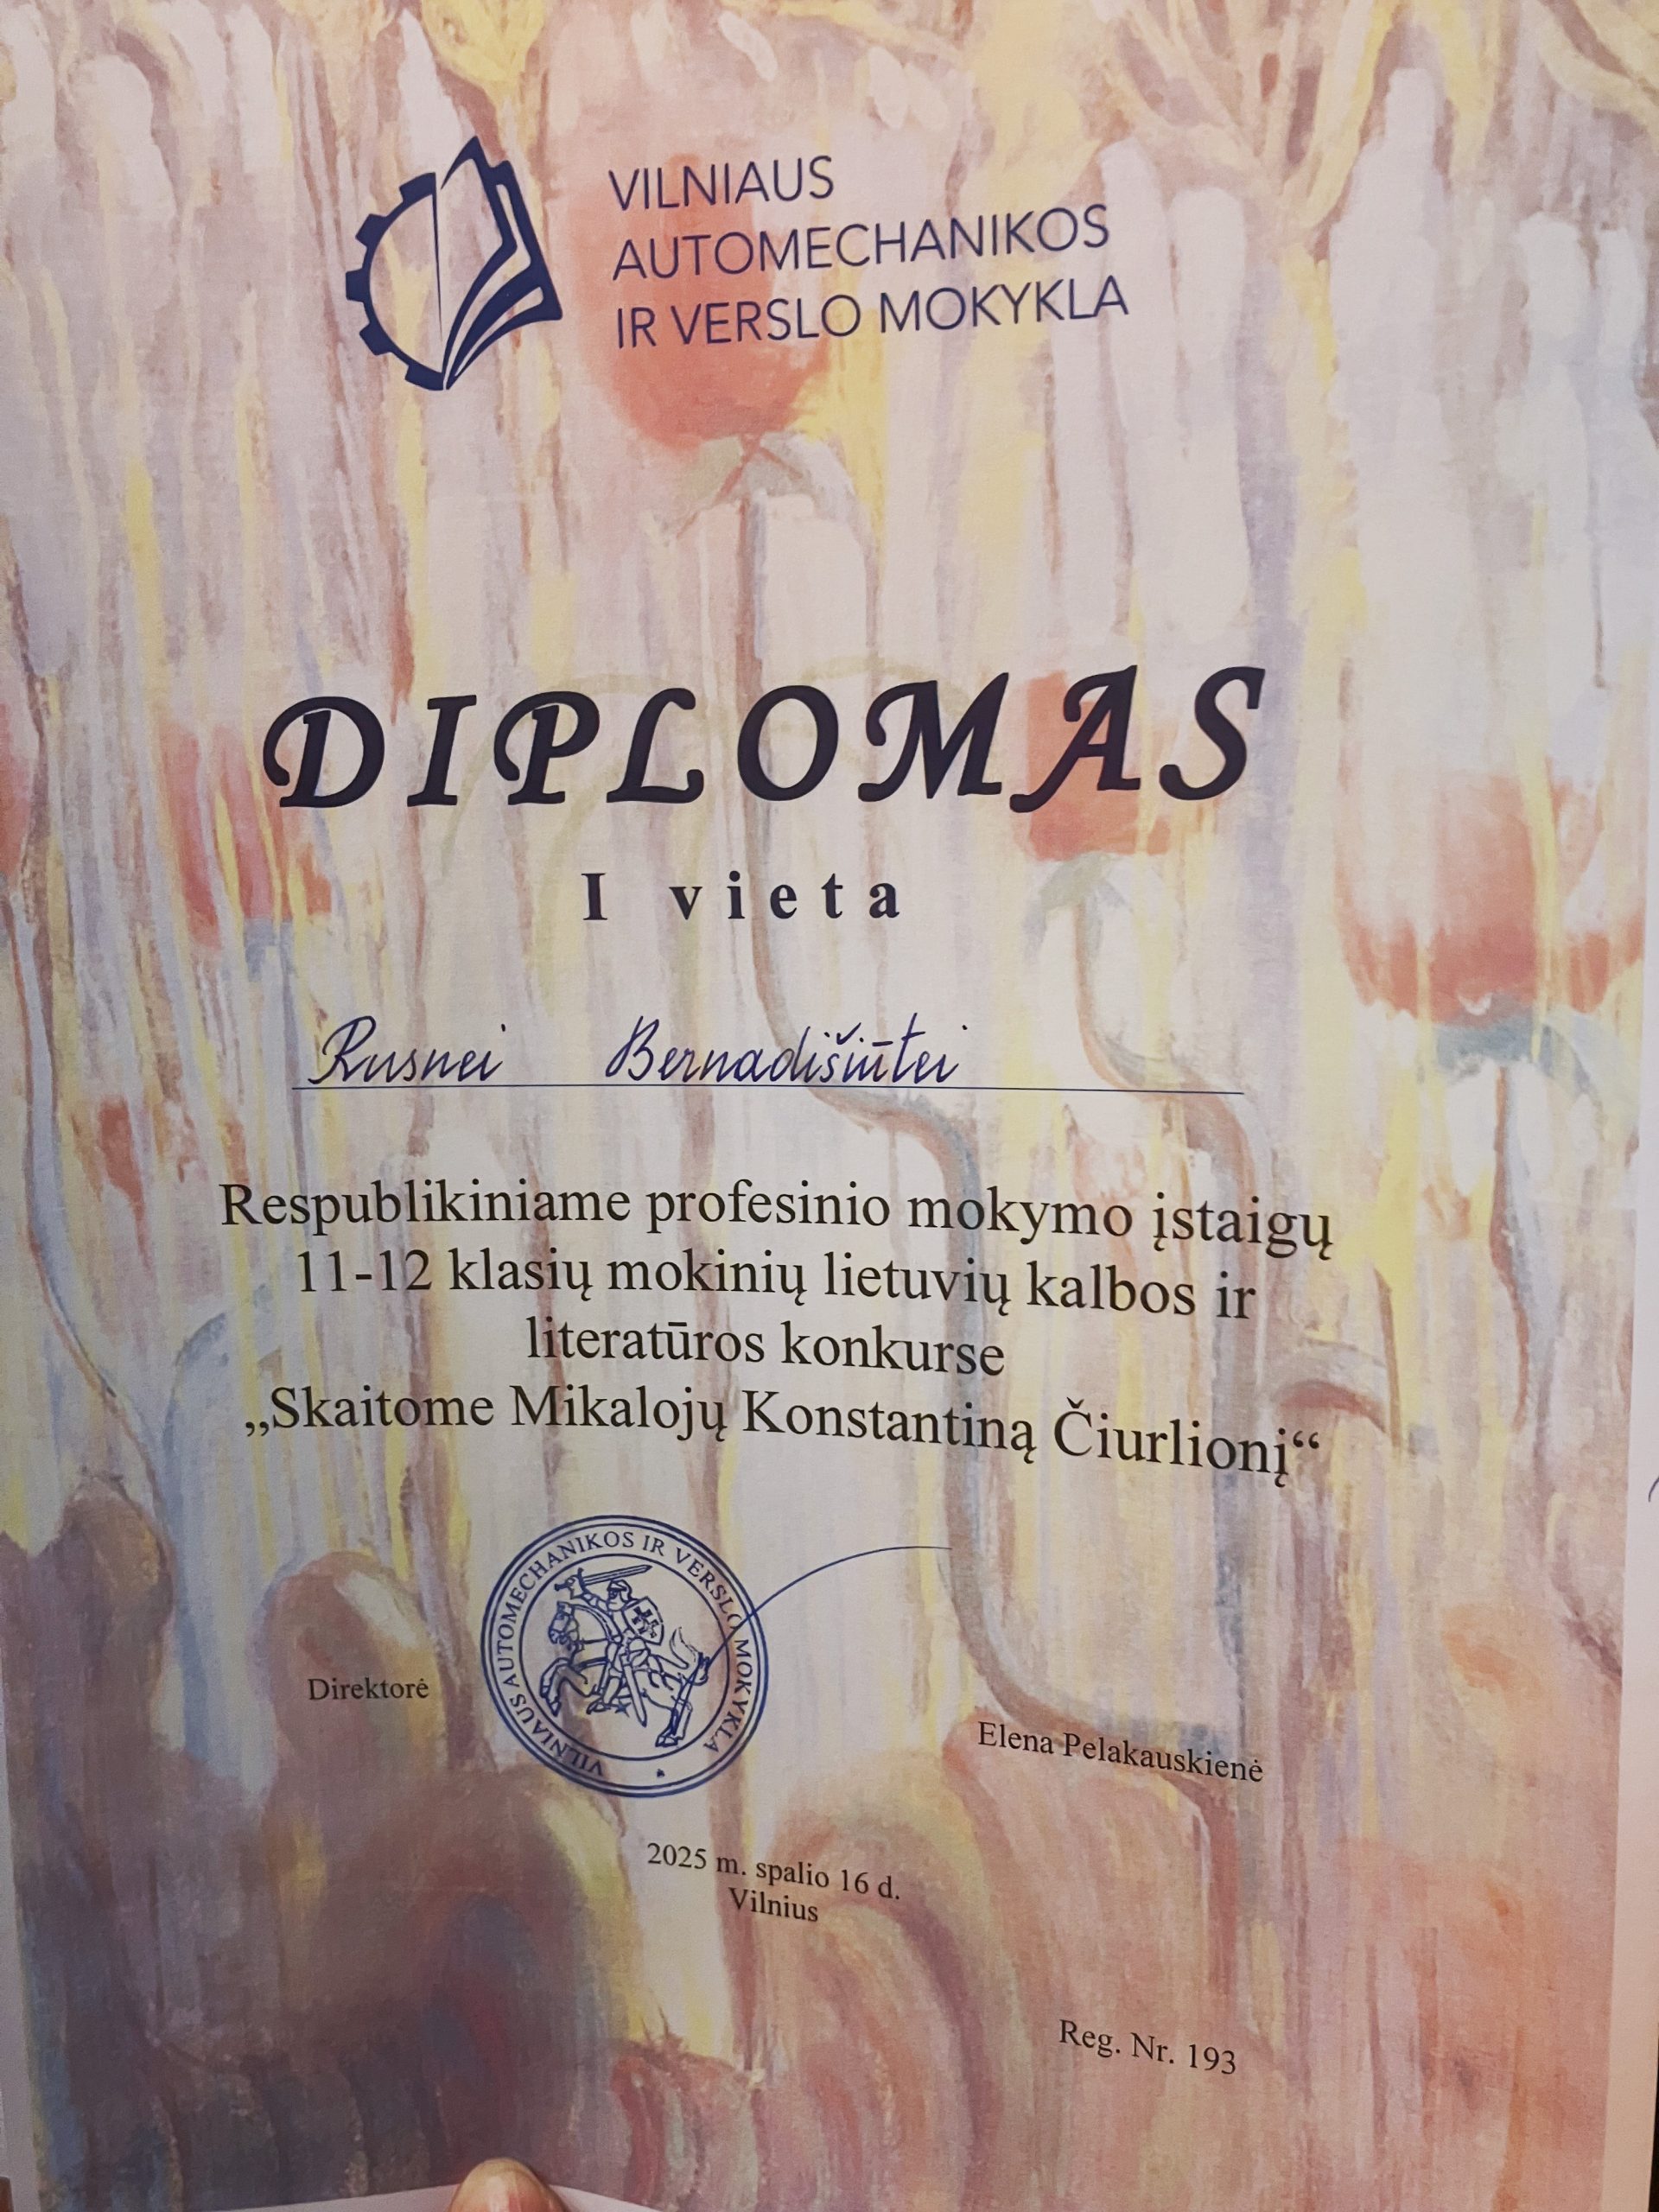 VILNIAUS
AUTOMECHANIKOS
IR VERSLO MOKYKLA
DIPLOMAS
I vieta
Rusnei Bernadišiūtei
Respublikiniame profesinio mokymo įstaigų
11-12 klasių mokinių lietuvių kalbos ir
literatūros konkurse
„Skaitome Mikalojų Konstantiną Čiurlionį“
VILNIAUS AUTOMECHANIKOS IR VERSLO MOKYKLA
Direktorė
Elena Pelakauskienė
2025 m. spalio 16 d.
Vilnius
Reg. Nr. 193